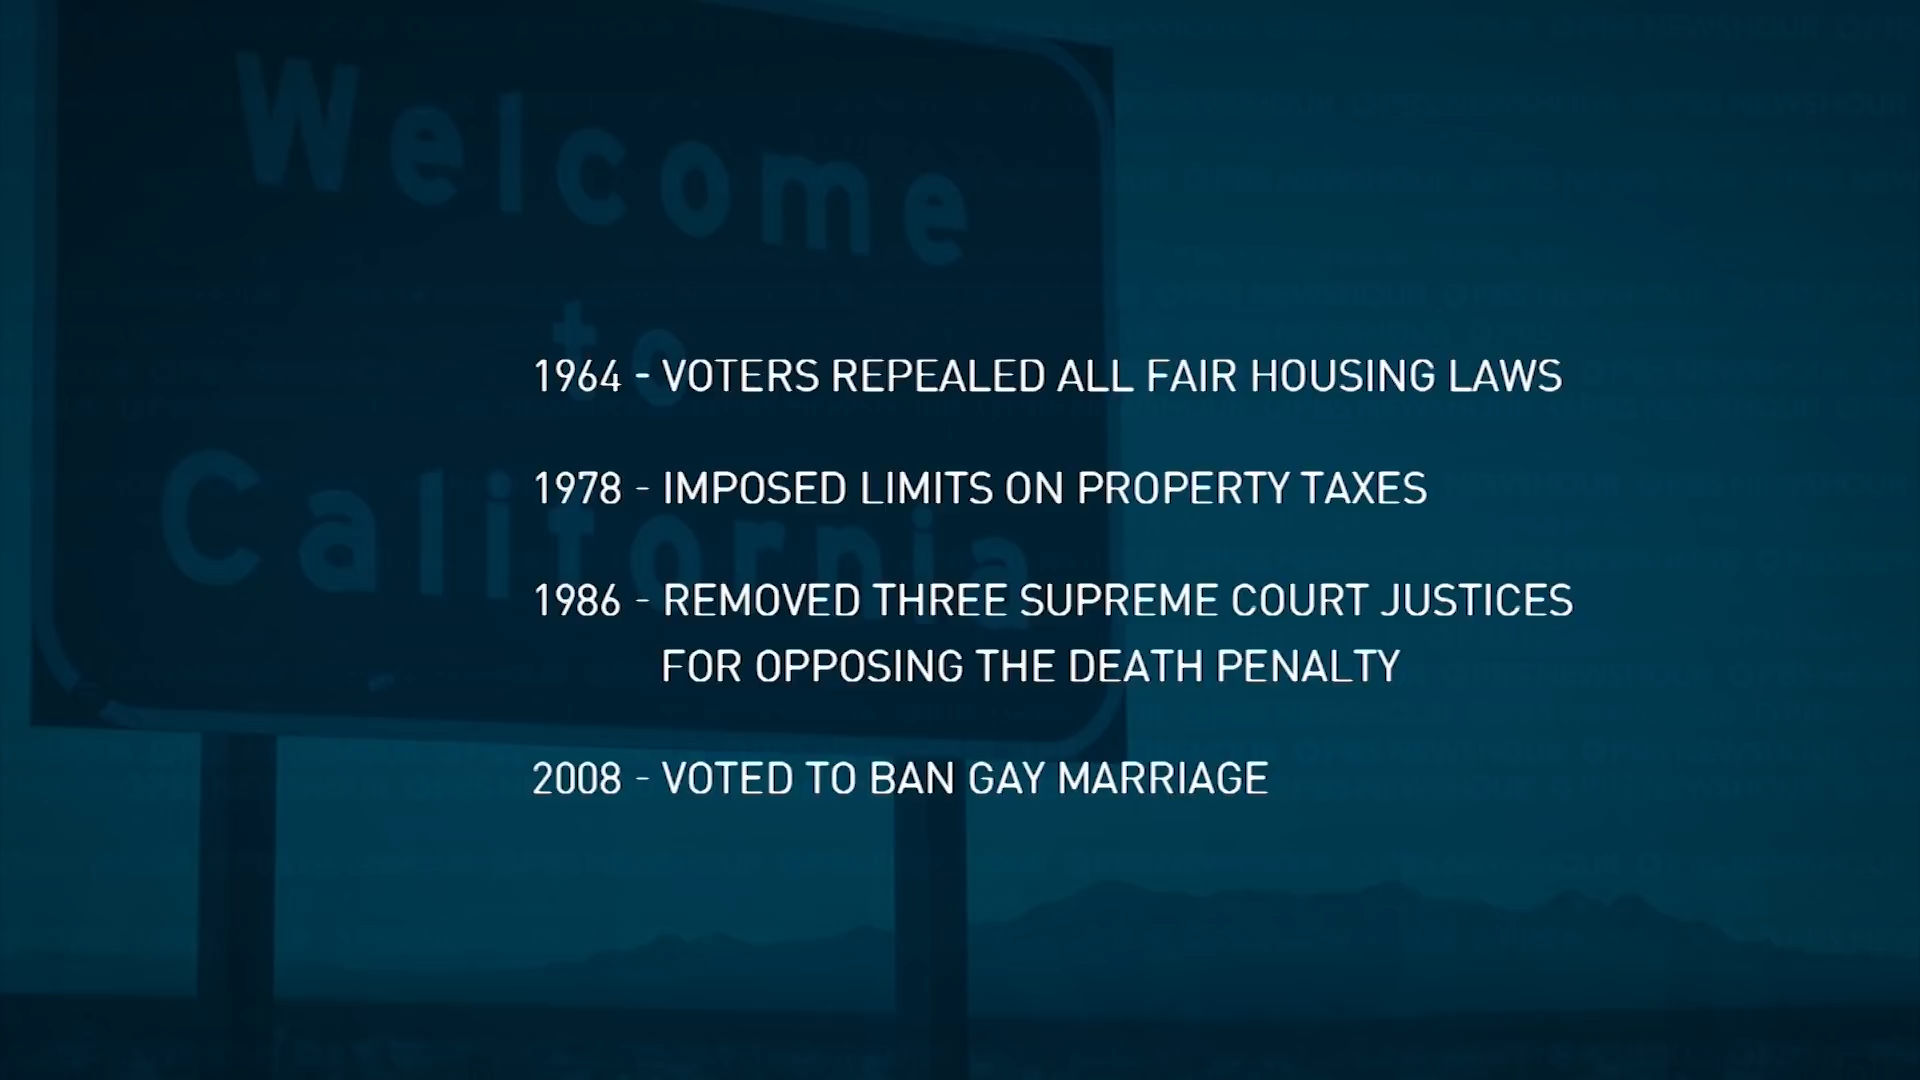 Welcome
to
California
1964 - VOTERS REPEALED ALL FAIR HOUSING LAWS
1978 - IMPOSED LIMITS ON PROPERTY TAXES
1986 - REMOVED THREE SUPREME COURT JUSTICES
FOR OPPOSING THE DEATH PENALTY
2008 - VOTED TO BAN GAY MARRIAGE